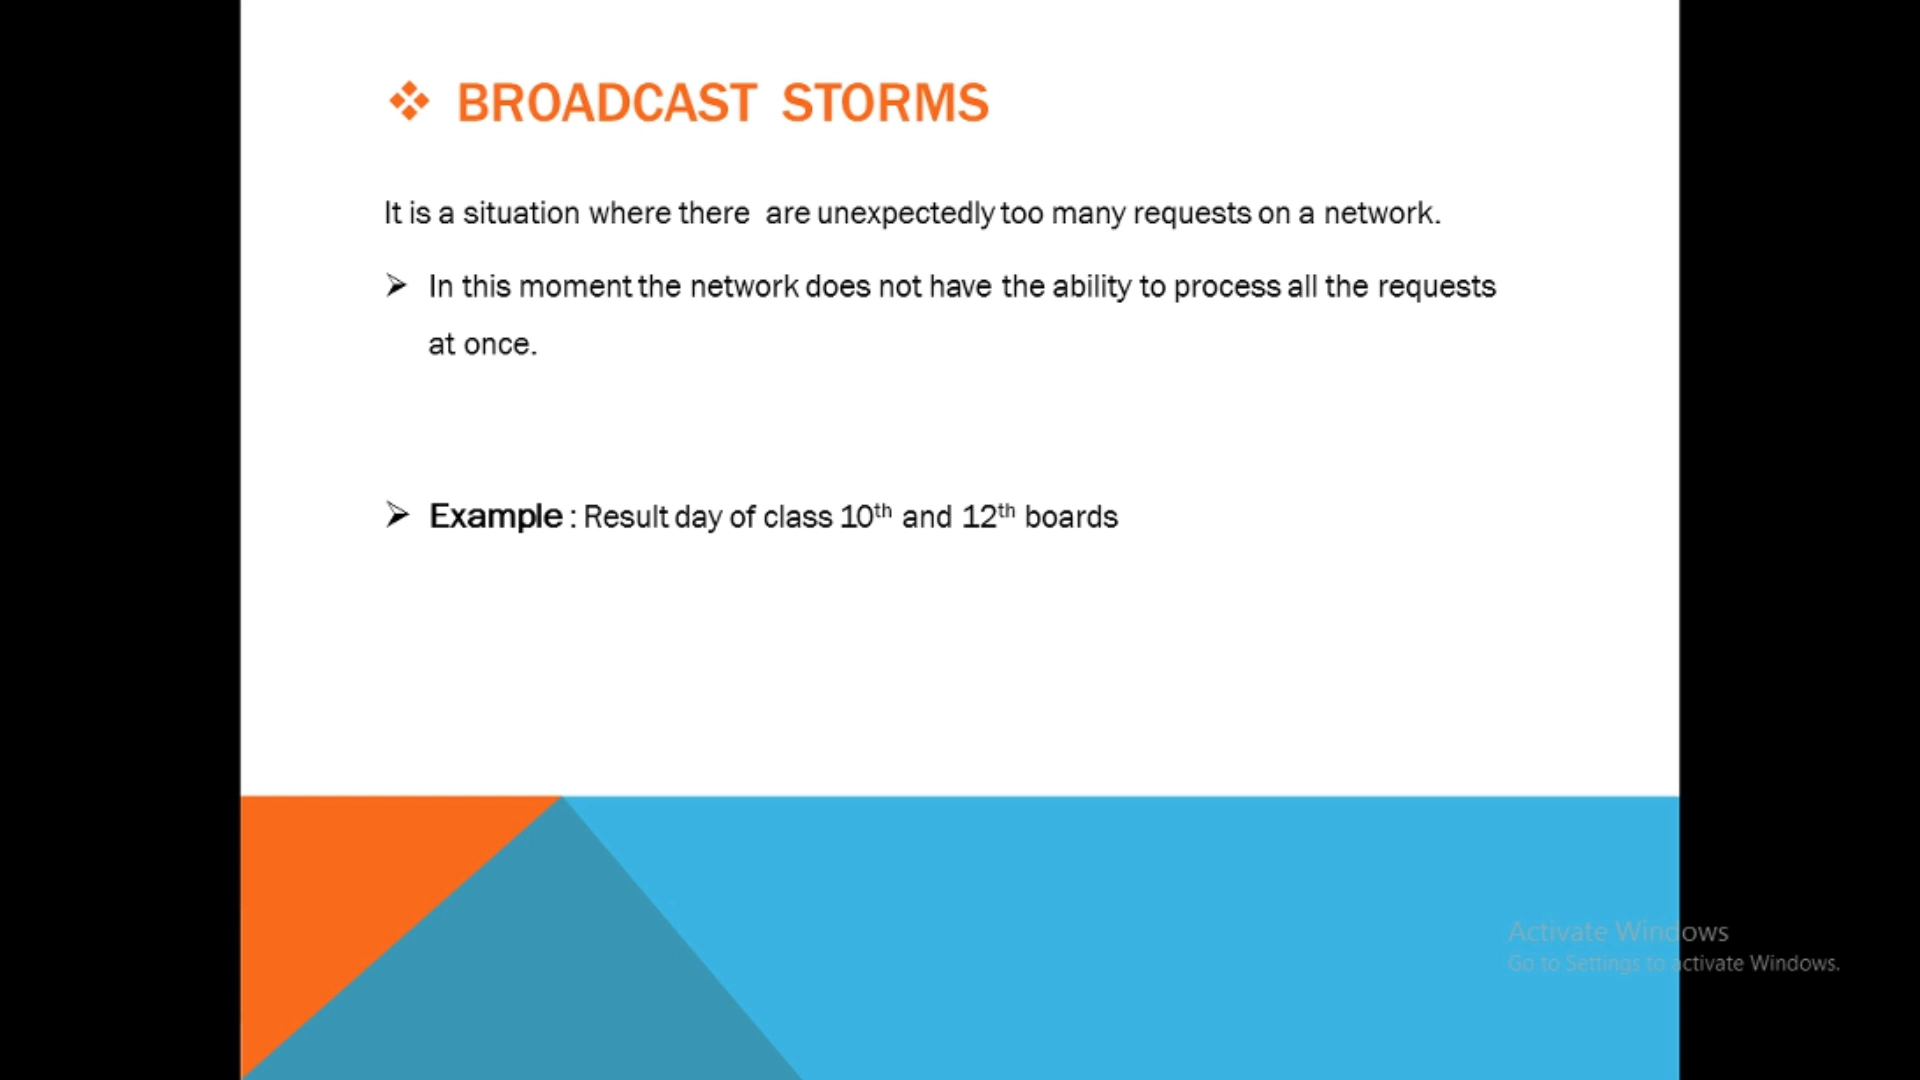 ❖ BROADCAST STORMS
It is a situation where there are unexpectedly too many requests on a network.
➢ In this moment the network does not have the ability to process all the requests
at once.
➢ Example : Result day of class 10th and 12th boards
Activate Windows
Go to Settings to activate Windows.